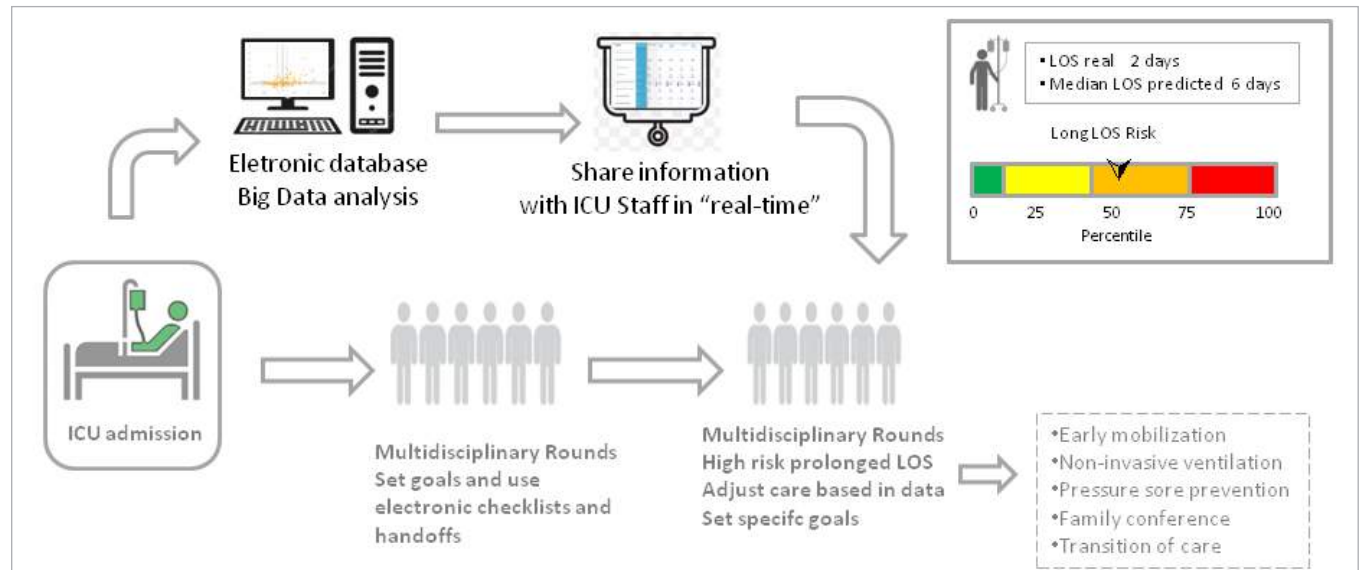 Eletronic database
Big Data analysis
Share information
with ICU Staff in “real-time”
▪ LOS real 2 days
▪ Median LOS predicted 6 days
Long LOS Risk
0 25 50 75 100
Percentile
ICU admission
Multidisciplinary Rounds
Set goals and use
electronic checklists and
handoffs
Multidisciplinary Rounds
High risk prolonged LOS
Adjust care based in data
Set specifc goals
•Early mobilization
•Non-invasive ventilation
•Pressure sore prevention
•Family conference
•Transition of care